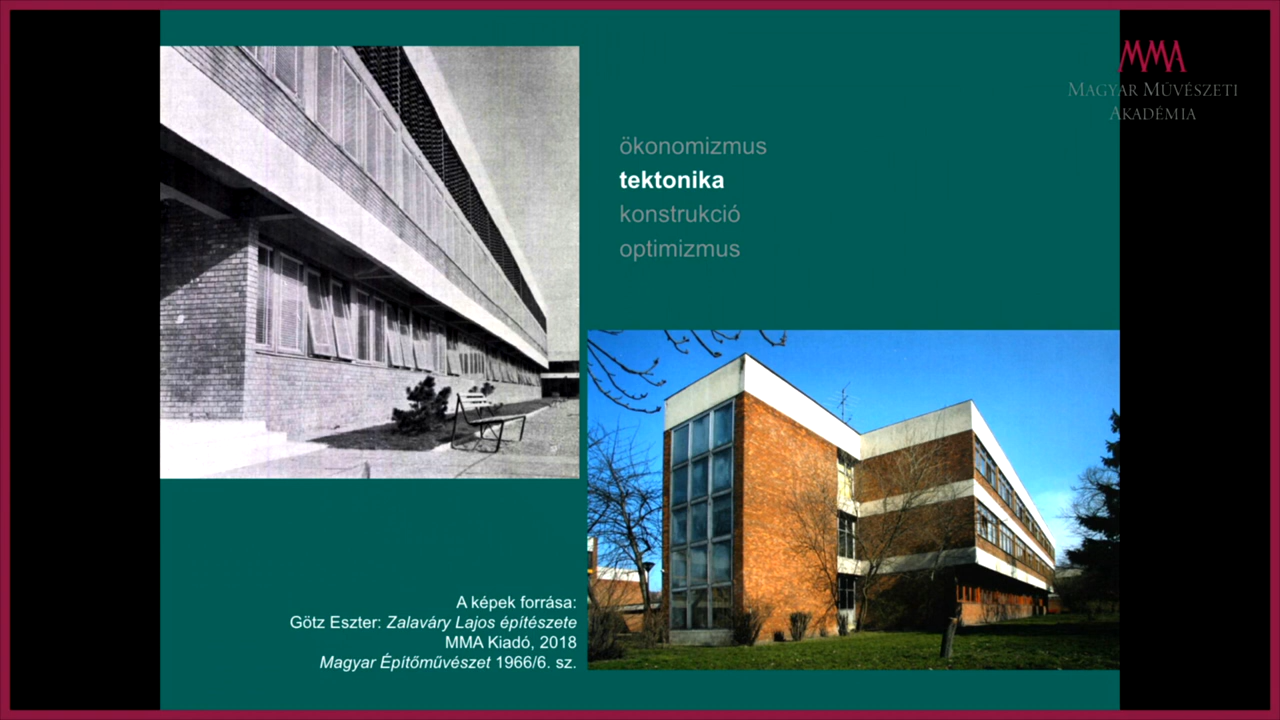 MMA
MAGYAR MŰVÉSZETI
AKADÉMIA
ökonomizmus
tektonika
konstrukció
optimizmus
A képek forrása:
Götz Eszter: Zalaváry Lajos építészete
MMA Kiadó, 2018
Magyar Építőművészet 1966/6. sz.